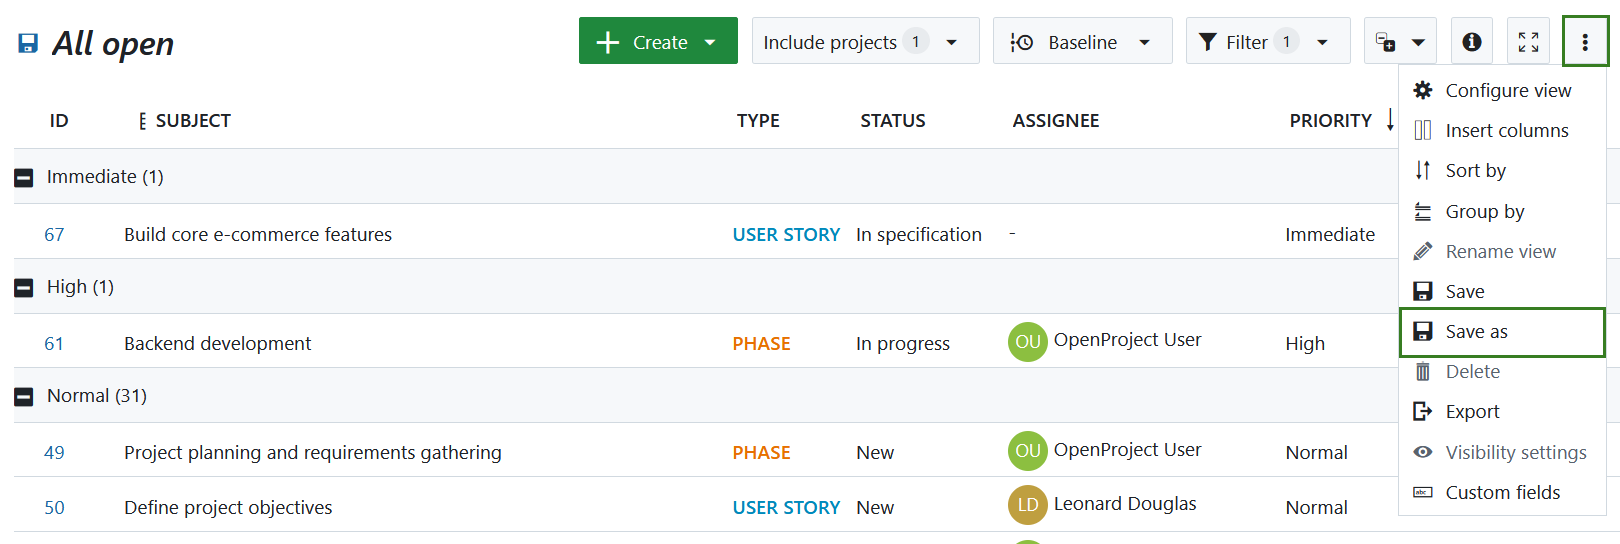 All open
Create
Include projects 1
Baseline
Filter 1
ID SUBJECT TYPE STATUS ASSIGNEE PRIORITY
Immediate (1)
67 Build core e-commerce features USER STORY In specification - Immediate
High (1)
61 Backend development PHASE In progress OU OpenProject User High
Normal (31)
49 Project planning and requirements gathering PHASE New OU OpenProject User Normal
50 Define project objectives USER STORY New LD Leonard Douglas Normal
Configure view
Insert columns
Sort by
Group by
Rename view
Save
Save as
Delete
Export
Visibility settings
abc Custom fields